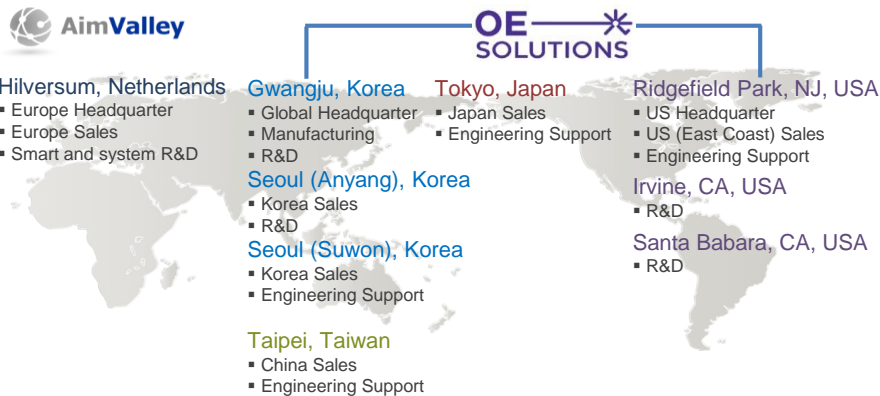 AimValley
OE
SOLUTIONS
Hilversum, Netherlands
▪ Europe Headquarter
▪ Europe Sales
▪ Smart and system R&D
Gwangju, Korea
▪ Global Headquarter
▪ Manufacturing
▪ R&D
Seoul (Anyang), Korea
▪ Korea Sales
▪ R&D
Seoul (Suwon), Korea
▪ Korea Sales
▪ Engineering Support
Taipei, Taiwan
▪ China Sales
▪ Engineering Support
Tokyo, Japan
▪ Japan Sales
▪ Engineering Support
Ridgefield Park, NJ, USA
▪ US Headquarter
▪ US (East Coast) Sales
▪ Engineering Support
Irvine, CA, USA
▪ R&D
Santa Babara, CA, USA
▪ R&D